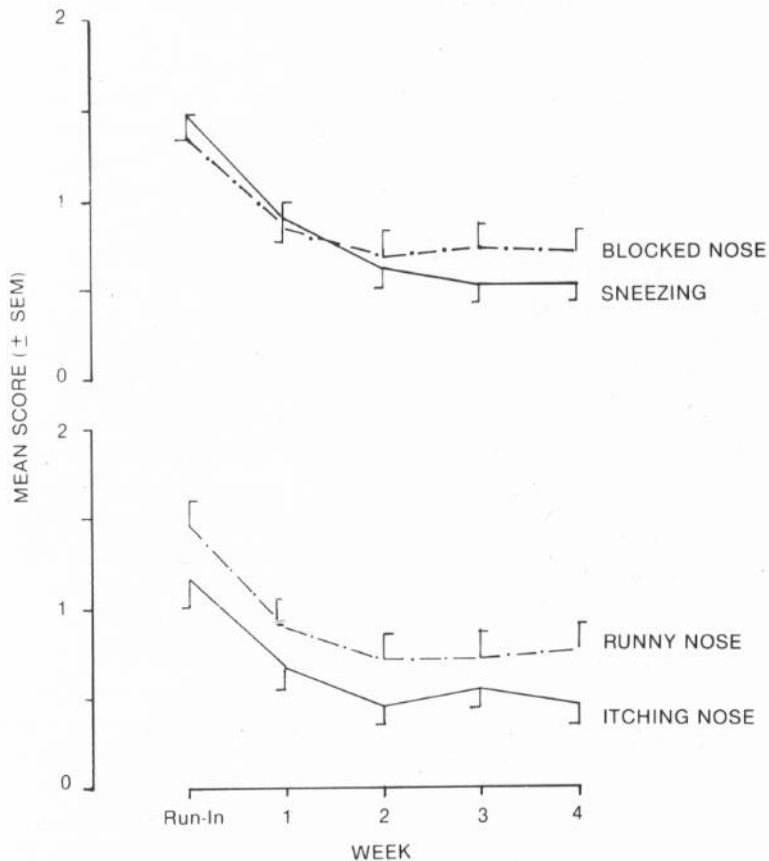 2
1
0
BLOCKED NOSE
SNEEZING
MEAN SCORE (± SEM)
2
1
0
RUNNY NOSE
ITCHING NOSE
Run-In 1 2 3 4
WEEK